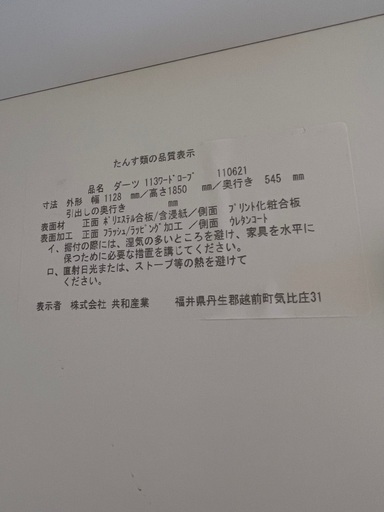 たんす類の品質表示
品名 ダーツ 113ワードローブ 110621
寸法 外形 幅 1128 mm/高さ1850 mm/奥行き 545 mm
引出しの奥行き mm
表面材 正面 ポリエステル合板/含浸紙/側面 プリント化粧合板
表面加工 正面 フラッシュ/ラッピング加工 /側面 ウレタンコート
イ、据付の際には、湿気の多いところを避け、家具を水平に
保つために必要な措置を講じてください。
ロ、直射日光または、ストーブ等の熱を避けて
ください。
表示者 株式会社 共和産業 福井県丹生郡越前町気比庄31